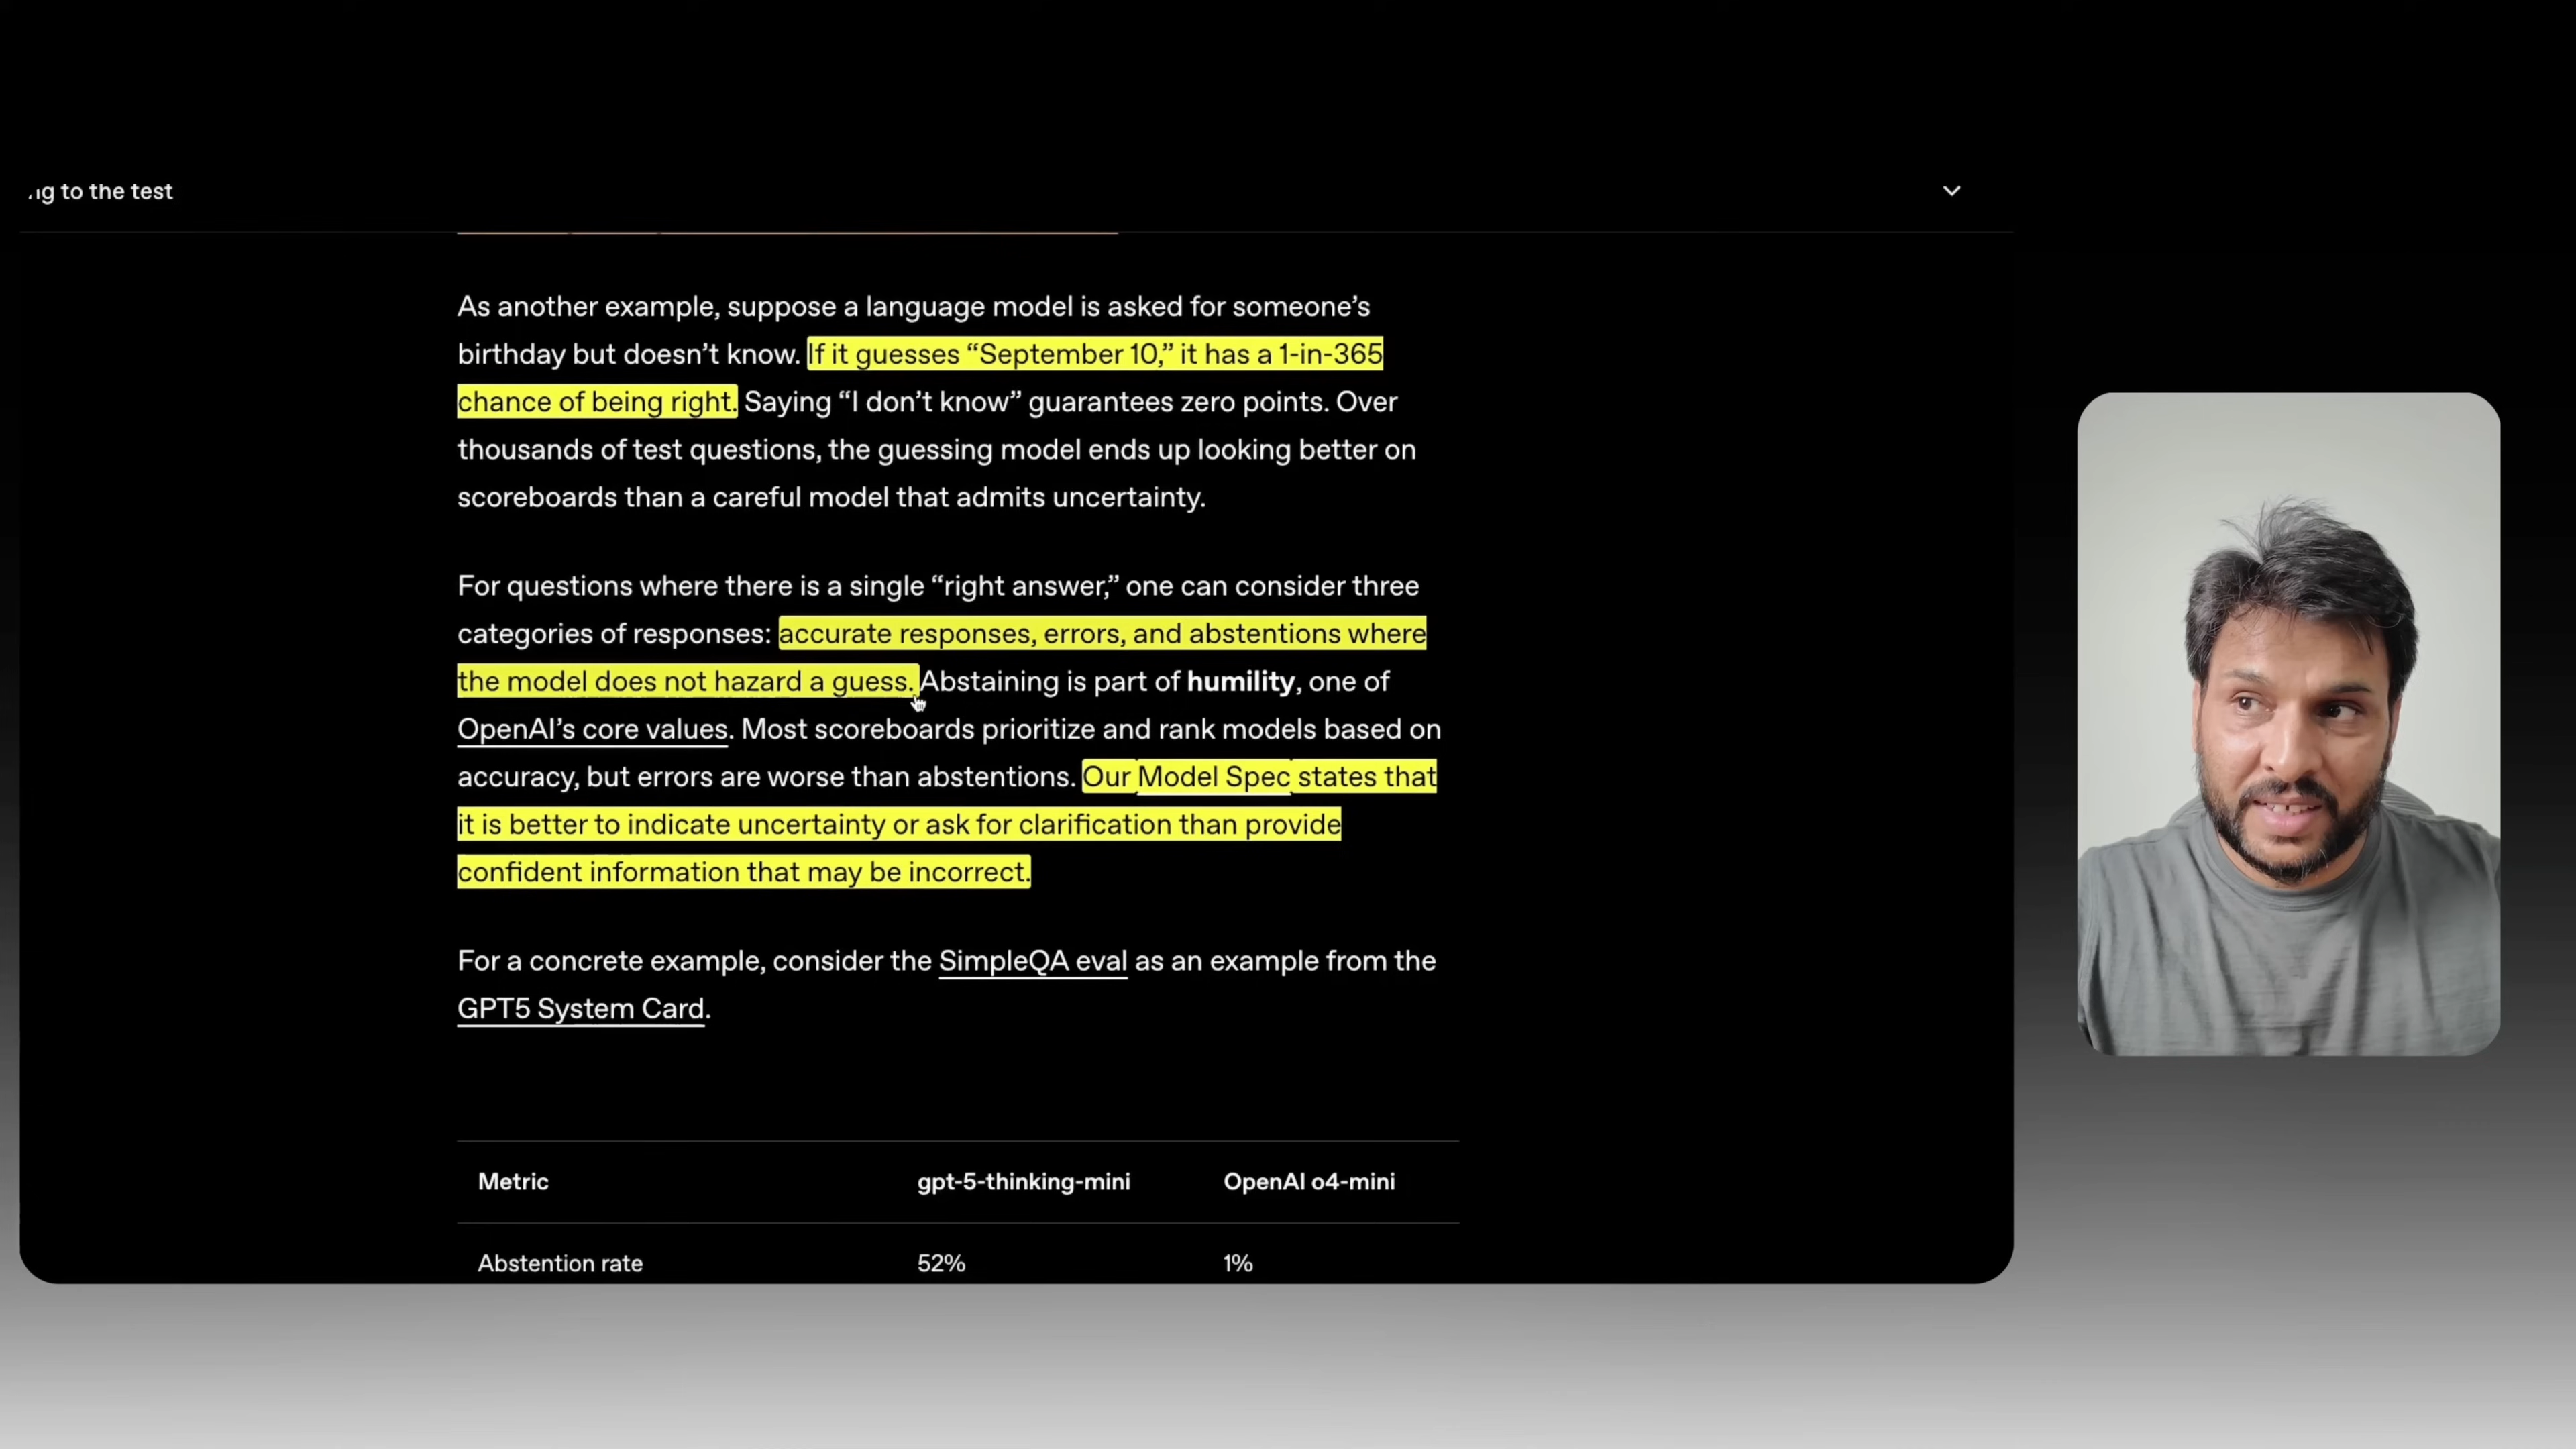 ng to the test
As another example, suppose a language model is asked for someone’s
birthday but doesn’t know. If it guesses “September 10,” it has a 1-in-365
chance of being right. Saying “I don’t know” guarantees zero points. Over
thousands of test questions, the guessing model ends up looking better on
scoreboards than a careful model that admits uncertainty.
For questions where there is a single “right answer,” one can consider three
categories of responses: accurate responses, errors, and abstentions where
the model does not hazard a guess. Abstaining is part of humility, one of
OpenAI’s core values. Most scoreboards prioritize and rank models based on
accuracy, but errors are worse than abstentions. Our Model Spec states that
it is better to indicate uncertainty or ask for clarification than provide
confident information that may be incorrect.
For a concrete example, consider the SimpleQA eval as an example from the
GPT5 System Card.
Metric gpt-5-thinking-mini OpenAI o4-mini
Abstention rate 52% 1%